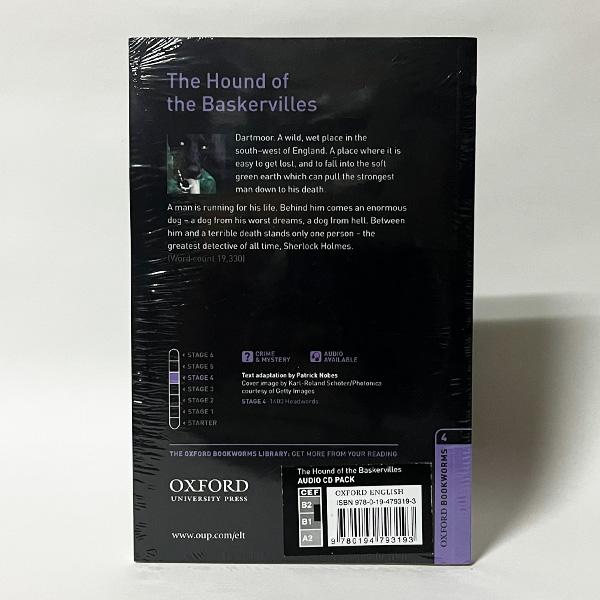 The Hound of
the Baskervilles
Dartmoor. A wild, wet place in the
south-west of England. A place where it is
easy to get lost, and to fall into the soft
green earth which can pull the strongest
man down to his death.
A man is running for his life. Behind him comes an enormous
dog – a dog from his worst dreams, a dog from hell. Between
him and a terrible death stands only one person – the
greatest detective of all time, Sherlock Holmes.
(Word count 19,330)
STAGE 6
STAGE 5
STAGE 4
STAGE 3
STAGE 2
STAGE 1
STARTER
? CRIME
& MYSTERY
AUDIO
AVAILABLE
Text adaptation by Patrick Nobes
Cover image by Karl-Roland Schoter/Photonica
courtesy of Getty Images
STAGE 4 1400 Headwords
THE OXFORD BOOKWORMS LIBRARY: GET MORE FROM YOUR READING
OXFORD
UNIVERSITY PRESS
www.oup.com/elt
The Hound of the Baskervilles
AUDIO CD PACK
CEF
B2
B1
A2
OXFORD ENGLISH
ISBN 978-0-19-479319-3
9 780194 793193
4
OXFORD BOOKWORMS